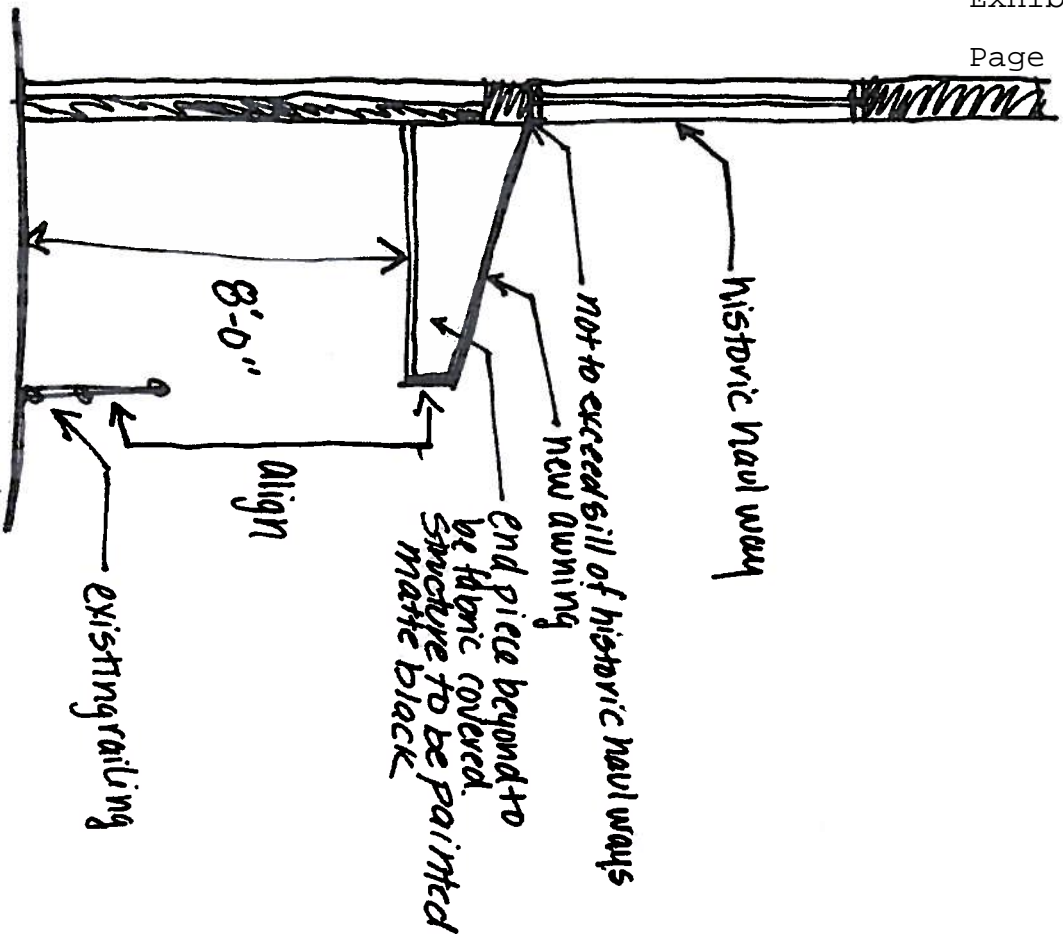 Exhib
Page
historic haul way
not to exceed sill of historic haul ways
new awning
end piece beyond to
be fabric covered.
Structure to be painted
matte black
8'-0"
align
existing railing